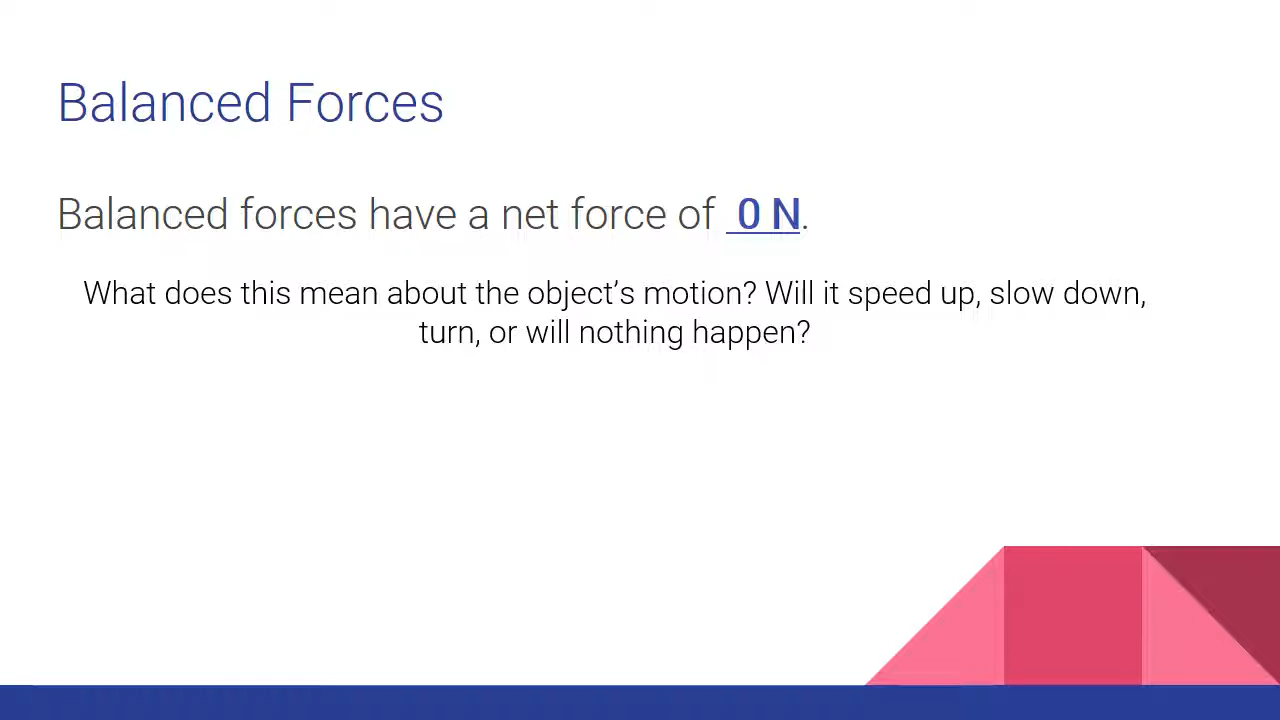 Balanced Forces
Balanced forces have a net force of 0 N.
What does this mean about the object’s motion? Will it speed up, slow down,
turn, or will nothing happen?